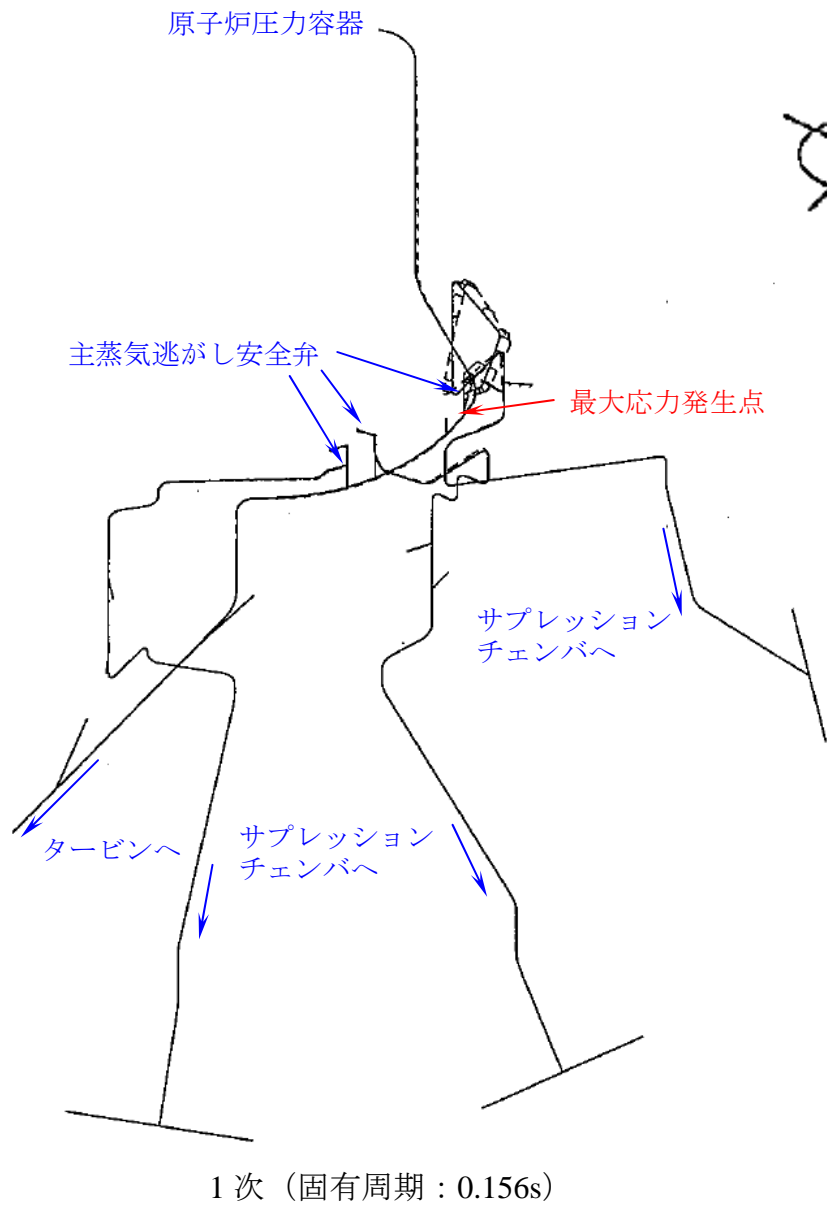 原子炉圧力容器
主蒸気逃がし安全弁
最大応力発生点
サプレッション
チェンバへ
タービンへ
サプレッション
チェンバへ
1 次（固有周期：0.156s）